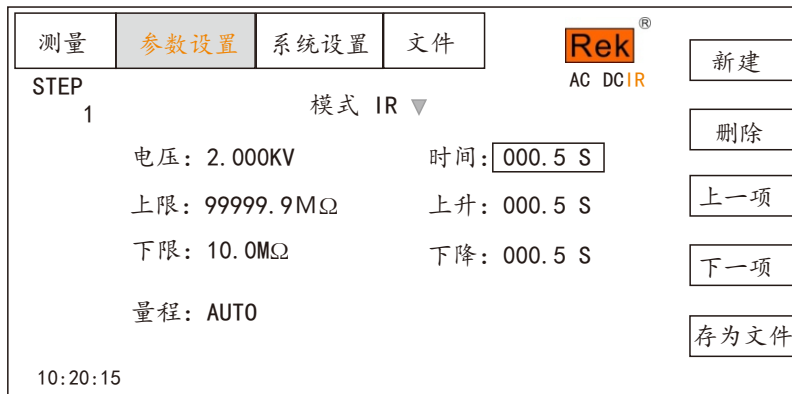 测量 参数设置 系统设置 文件 Rek®
AC DCIR
新建
STEP
1
模式 IR ▼
删除
电压: 2.000KV 时间: 000.5 S
上限: 99999.9MΩ 上升: 000.5 S
上一项
下限: 10.0MΩ 下降: 000.5 S
下一项
量程: AUTO
存为文件
10:20:15